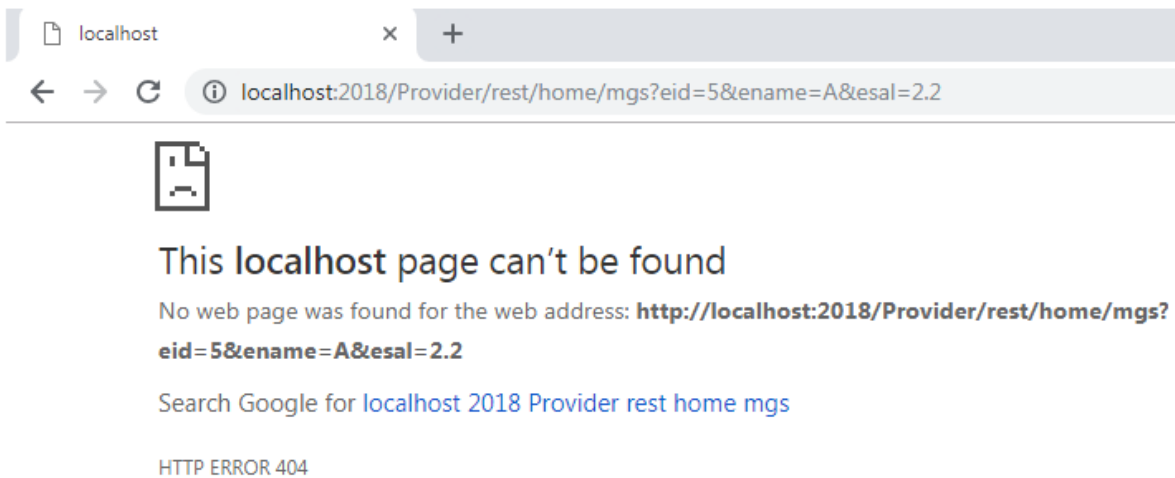 localhost
localhost:2018/Provider/rest/home/mgs?eid=5&ename=A&esal=2.2
This localhost page can’t be found
No web page was found for the web address: http://localhost:2018/Provider/rest/home/mgs?
eid=5&ename=A&esal=2.2
Search Google for localhost 2018 Provider rest home mgs
HTTP ERROR 404